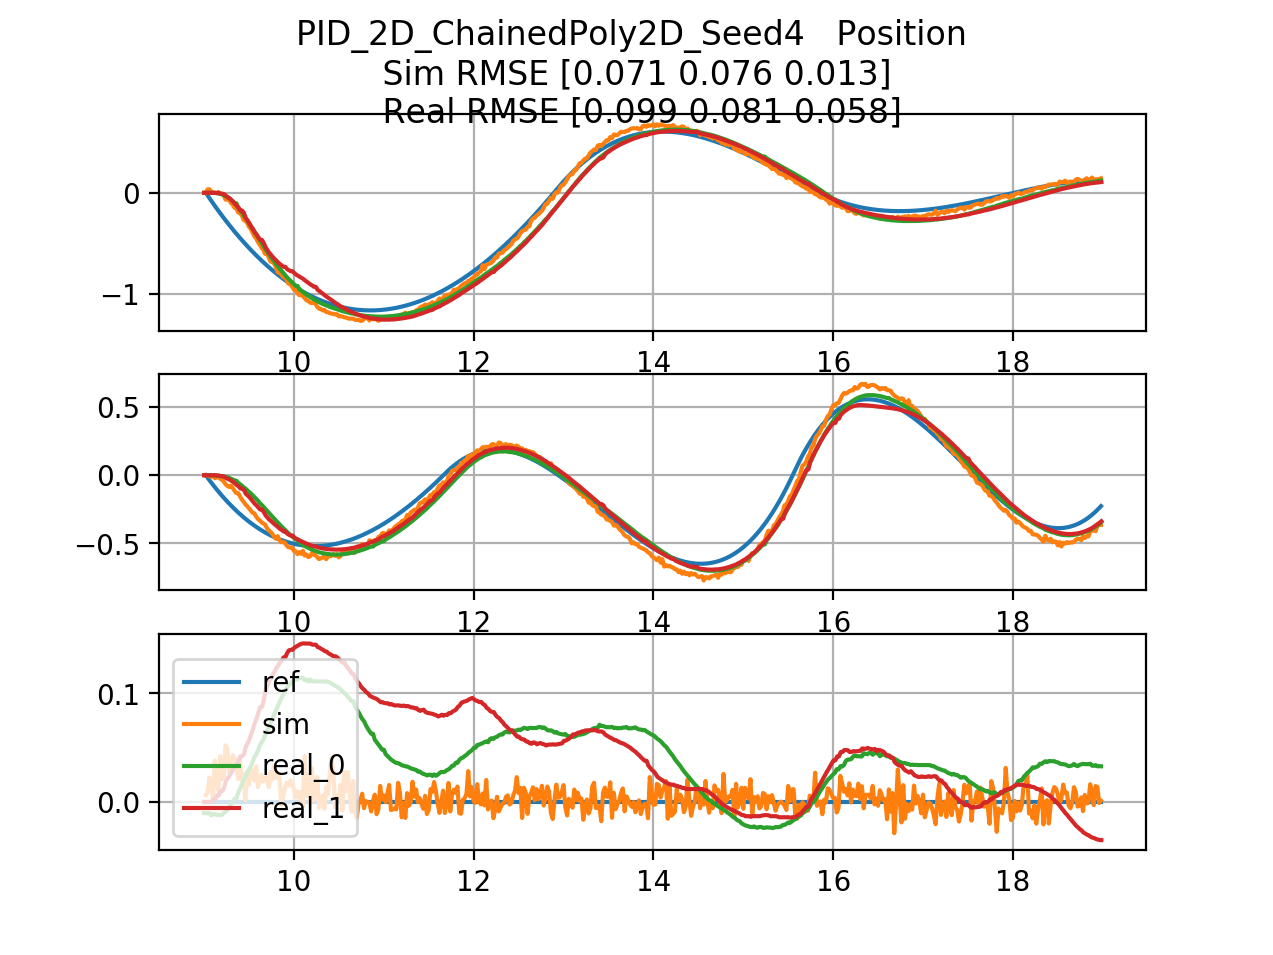 PID_2D_ChainedPoly2D_Seed4   Position
Sim RMSE [0.071 0.076 0.013]
Real RMSE [0.099 0.081 0.058]
0
−1
10 12 14 16 18
0.5
0.0
−0.5
10 12 14 16 18
0.1
0.0
ref
sim
real_0
real_1
10 12 14 16 18